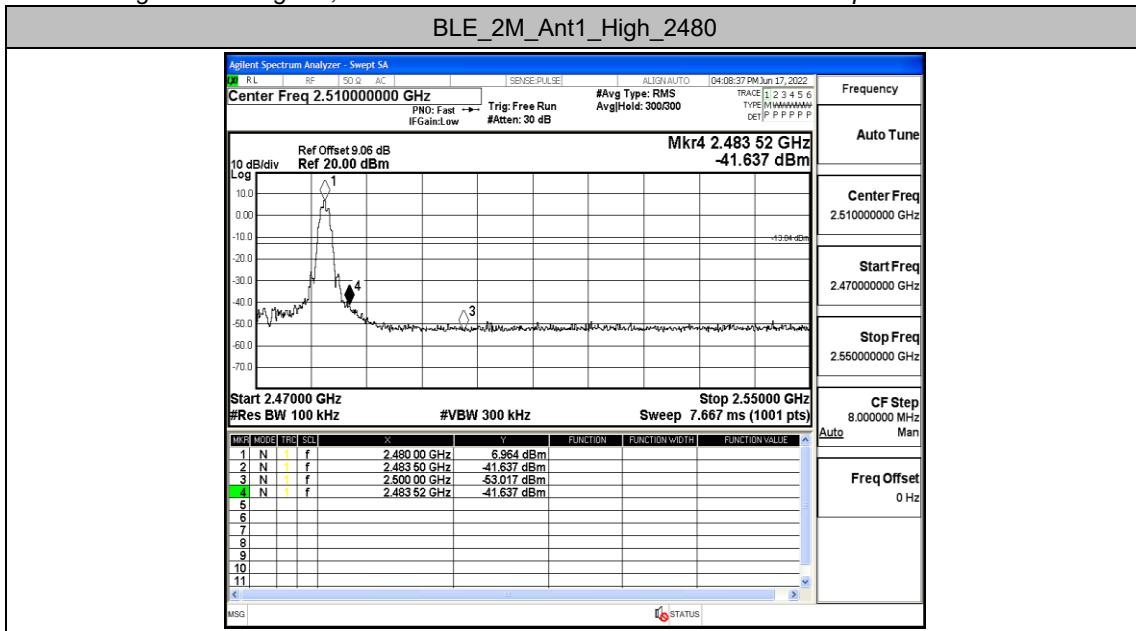 BLE_2M_Ant1_High_2480
Agilent Spectrum Analyzer - Swept SA
RL RF 50 Ω AC SENSE:PULSE ALIGN AUTO 04:08:37 PM Jun 17, 2022
Center Freq 2.510000000 GHz
PNO: Fast
IFGain:Low
Trig: Free Run
#Atten: 30 dB
#Avg Type: RMS
Avg|Hold: 300/300
TRACE 1 2 3 4 5 6
TYPE M
DET P P P P P P
Frequency
Auto Tune
Center Freq
2.510000000 GHz
Start Freq
2.470000000 GHz
Stop Freq
2.550000000 GHz
CF Step
8.000000 MHz
Auto Man
Freq Offset
0 Hz
Mkr4 2.483 52 GHz
-41.637 dBm
Ref Offset 9.06 dB
10 dB/div Ref 20.00 dBm
Log
10.0
0.00
-10.0
-20.0
-30.0
-40.0
-50.0
-60.0
-70.0
1
4
3
-13.04 dBm
Start 2.47000 GHz Stop 2.55000 GHz
#Res BW 100 kHz #VBW 300 kHz Sweep 7.667 ms (1001 pts)
MKR MODE TRC SCL X Y FUNCTION FUNCTION WIDTH FUNCTION VALUE
1 N 1 f 2.480 00 GHz 6.964 dBm
2 N 1 f 2.483 50 GHz -41.637 dBm
3 N 1 f 2.500 00 GHz -53.017 dBm
4 N 1 f 2.483 52 GHz -41.637 dBm
5
6
7
8
9
10
11
MSG STATUS